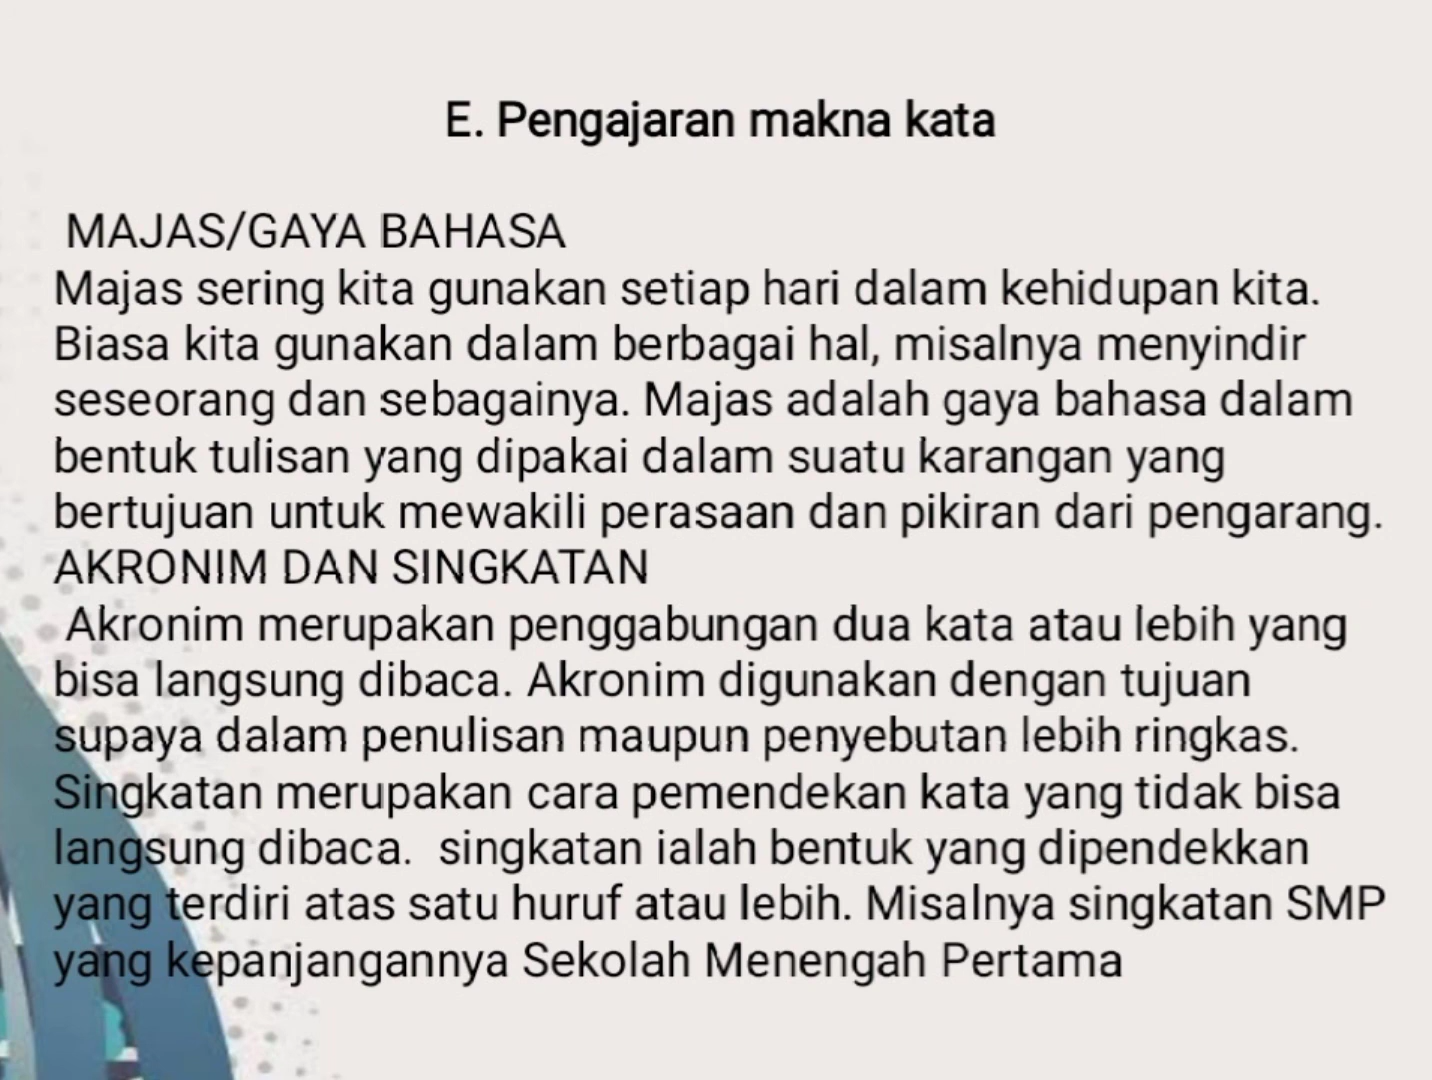 E. Pengajaran makna kata
MAJAS/GAYA BAHASA
Majas sering kita gunakan setiap hari dalam kehidupan kita.
Biasa kita gunakan dalam berbagai hal, misalnya menyindir
seseorang dan sebagainya. Majas adalah gaya bahasa dalam
bentuk tulisan yang dipakai dalam suatu karangan yang
bertujuan untuk mewakili perasaan dan pikiran dari pengarang.
AKRONIM DAN SINGKATAN
Akronim merupakan penggabungan dua kata atau lebih yang
bisa langsung dibaca. Akronim digunakan dengan tujuan
supaya dalam penulisan maupun penyebutan lebih ringkas.
Singkatan merupakan cara pemendekan kata yang tidak bisa
langsung dibaca.  singkatan ialah bentuk yang dipendekkan
yang terdiri atas satu huruf atau lebih. Misalnya singkatan SMP
yang kepanjangannya Sekolah Menengah Pertama